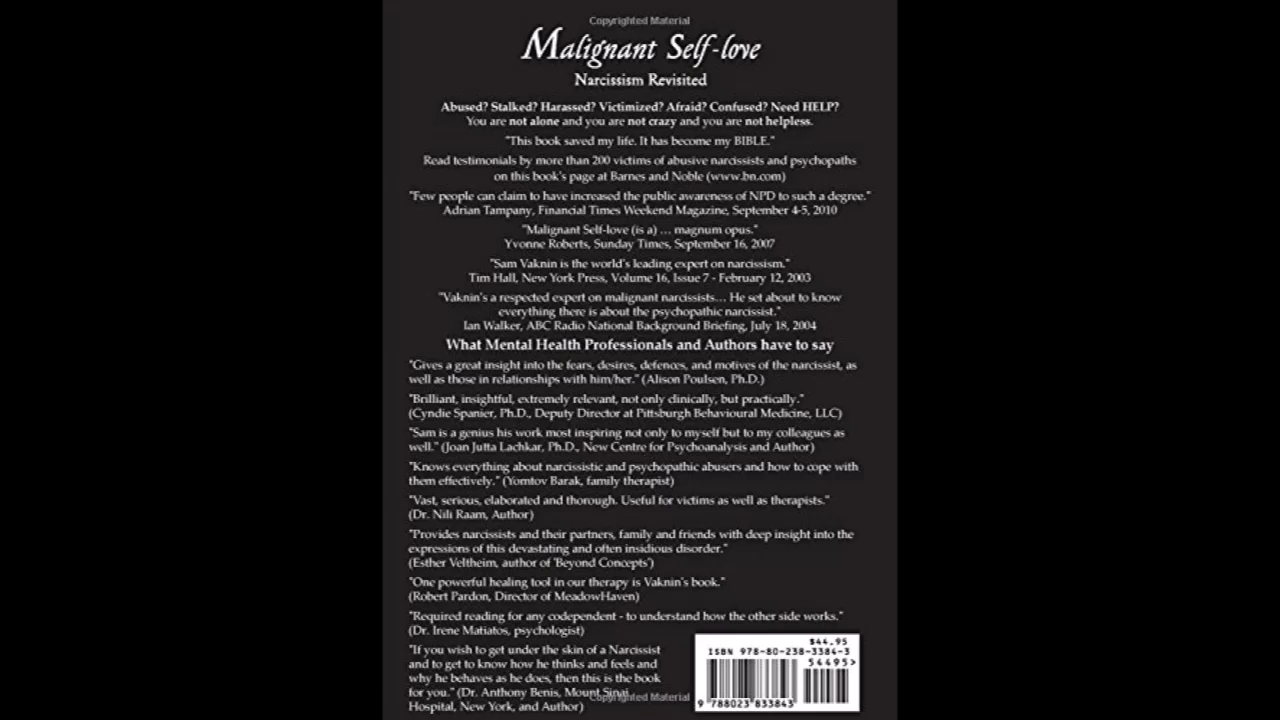 Copyrighted Material
Malignant Self-love
Narcissism Revisited
Abused? Stalked? Harassed? Victimized? Afraid? Confused? Need HELP?
You are not alone and you are not crazy and you are not helpless.
"This book saved my life. It has become my BIBLE."
Read testimonials by more than 200 victims of abusive narcissists and psychopaths
on this book's page at Barnes and Noble (www.bn.com)
"Few people can claim to have increased the public awareness of NPD to such a degree."
Adrian Tampany, Financial Times Weekend Magazine, September 4-5, 2010
"Malignant Self-love (is a) ... magnum opus."
Yvonne Roberts, Sunday Times, September 16, 2007
"Sam Vaknin is the world's leading expert on narcissism."
Tim Hall, New York Press, Volume 16, Issue 7 - February 12, 2003
"Vaknin's a respected expert on malignant narcissists... He set about to know
everything there is about the psychopathic narcissist."
Ian Walker, ABC Radio National Background Briefing, July 18, 2004
What Mental Health Professionals and Authors have to say
"Gives a great insight into the fears, desires, defences, and motives of the narcissist, as
well as those in relationships with him/her." (Alison Poulsen, Ph.D.)
"Brilliant, insightful, extremely relevant, not only clinically, but practically."
(Cyndie Spanier, Ph.D., Deputy Director at Pittsburgh Behavioural Medicine, LLC)
"Sam is a genius his work most inspiring not only to myself but to my colleagues as
well." (Joan Jutta Lachkar, Ph.D., New Centre for Psychoanalysis and Author)
"Knows everything about narcissistic and psychopathic abusers and how to cope with
them effectively." (Yomtov Barak, family therapist)
"Vast, serious, elaborated and thorough. Useful for victims as well as therapists."
(Dr. Nili Raam, Author)
"Provides narcissists and their partners, family and friends with deep insight into the
expressions of this devastating and often insidious disorder."
(Esther Veltheim, author of 'Beyond Concepts')
"One powerful healing tool in our therapy is Vaknin's book."
(Robert Pardon, Director of MeadowHaven)
"Required reading for any codependent - to understand how the other side works."
(Dr. Irene Matiatos, psychologist)
"If you wish to get under the skin of a Narcissist
and to get to know how he thinks and feels and
why he behaves as he does, then this is the book
for you." (Dr. Anthony Benis, Mount Sinai
Hospital, New York, and Author)
Copyrighted Material
$44.95
ISBN 978-80-238-3384-3
54495>
9 788023 833843